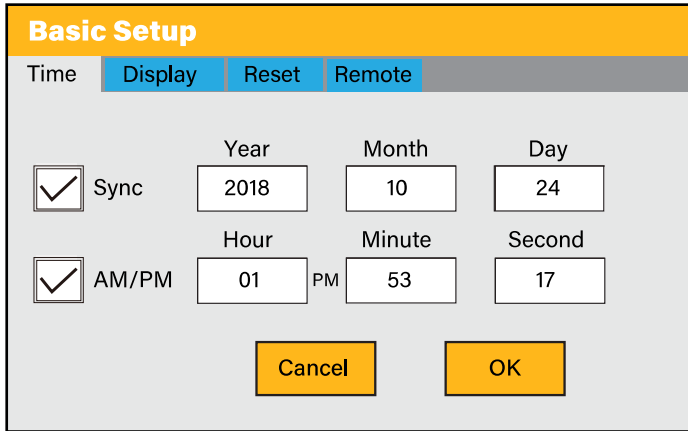 Basic Setup
Time Display Reset Remote
Year Month Day
Sync 2018 10 24
Hour Minute Second
AM/PM 01 PM 53 17
Cancel OK